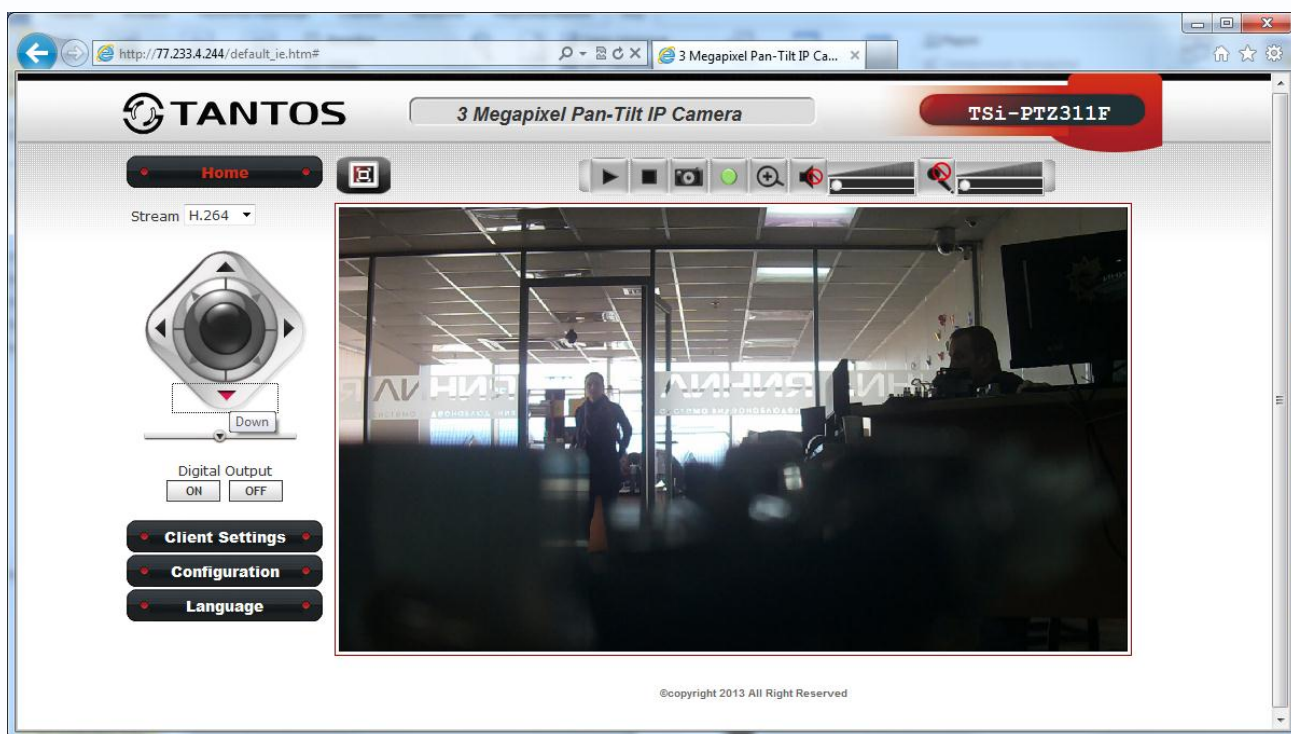 http://77.233.4.244/default_ie.htm#
3 Megapixel Pan-Tilt IP Ca...
TANTOS
3 Megapixel Pan-Tilt IP Camera
TSi-PTZ311F
Home
Stream H.264
Down
Digital Output
ON OFF
Client Settings
Configuration
Language
ЛИНИЯ
©copyright 2013 All Right Reserved